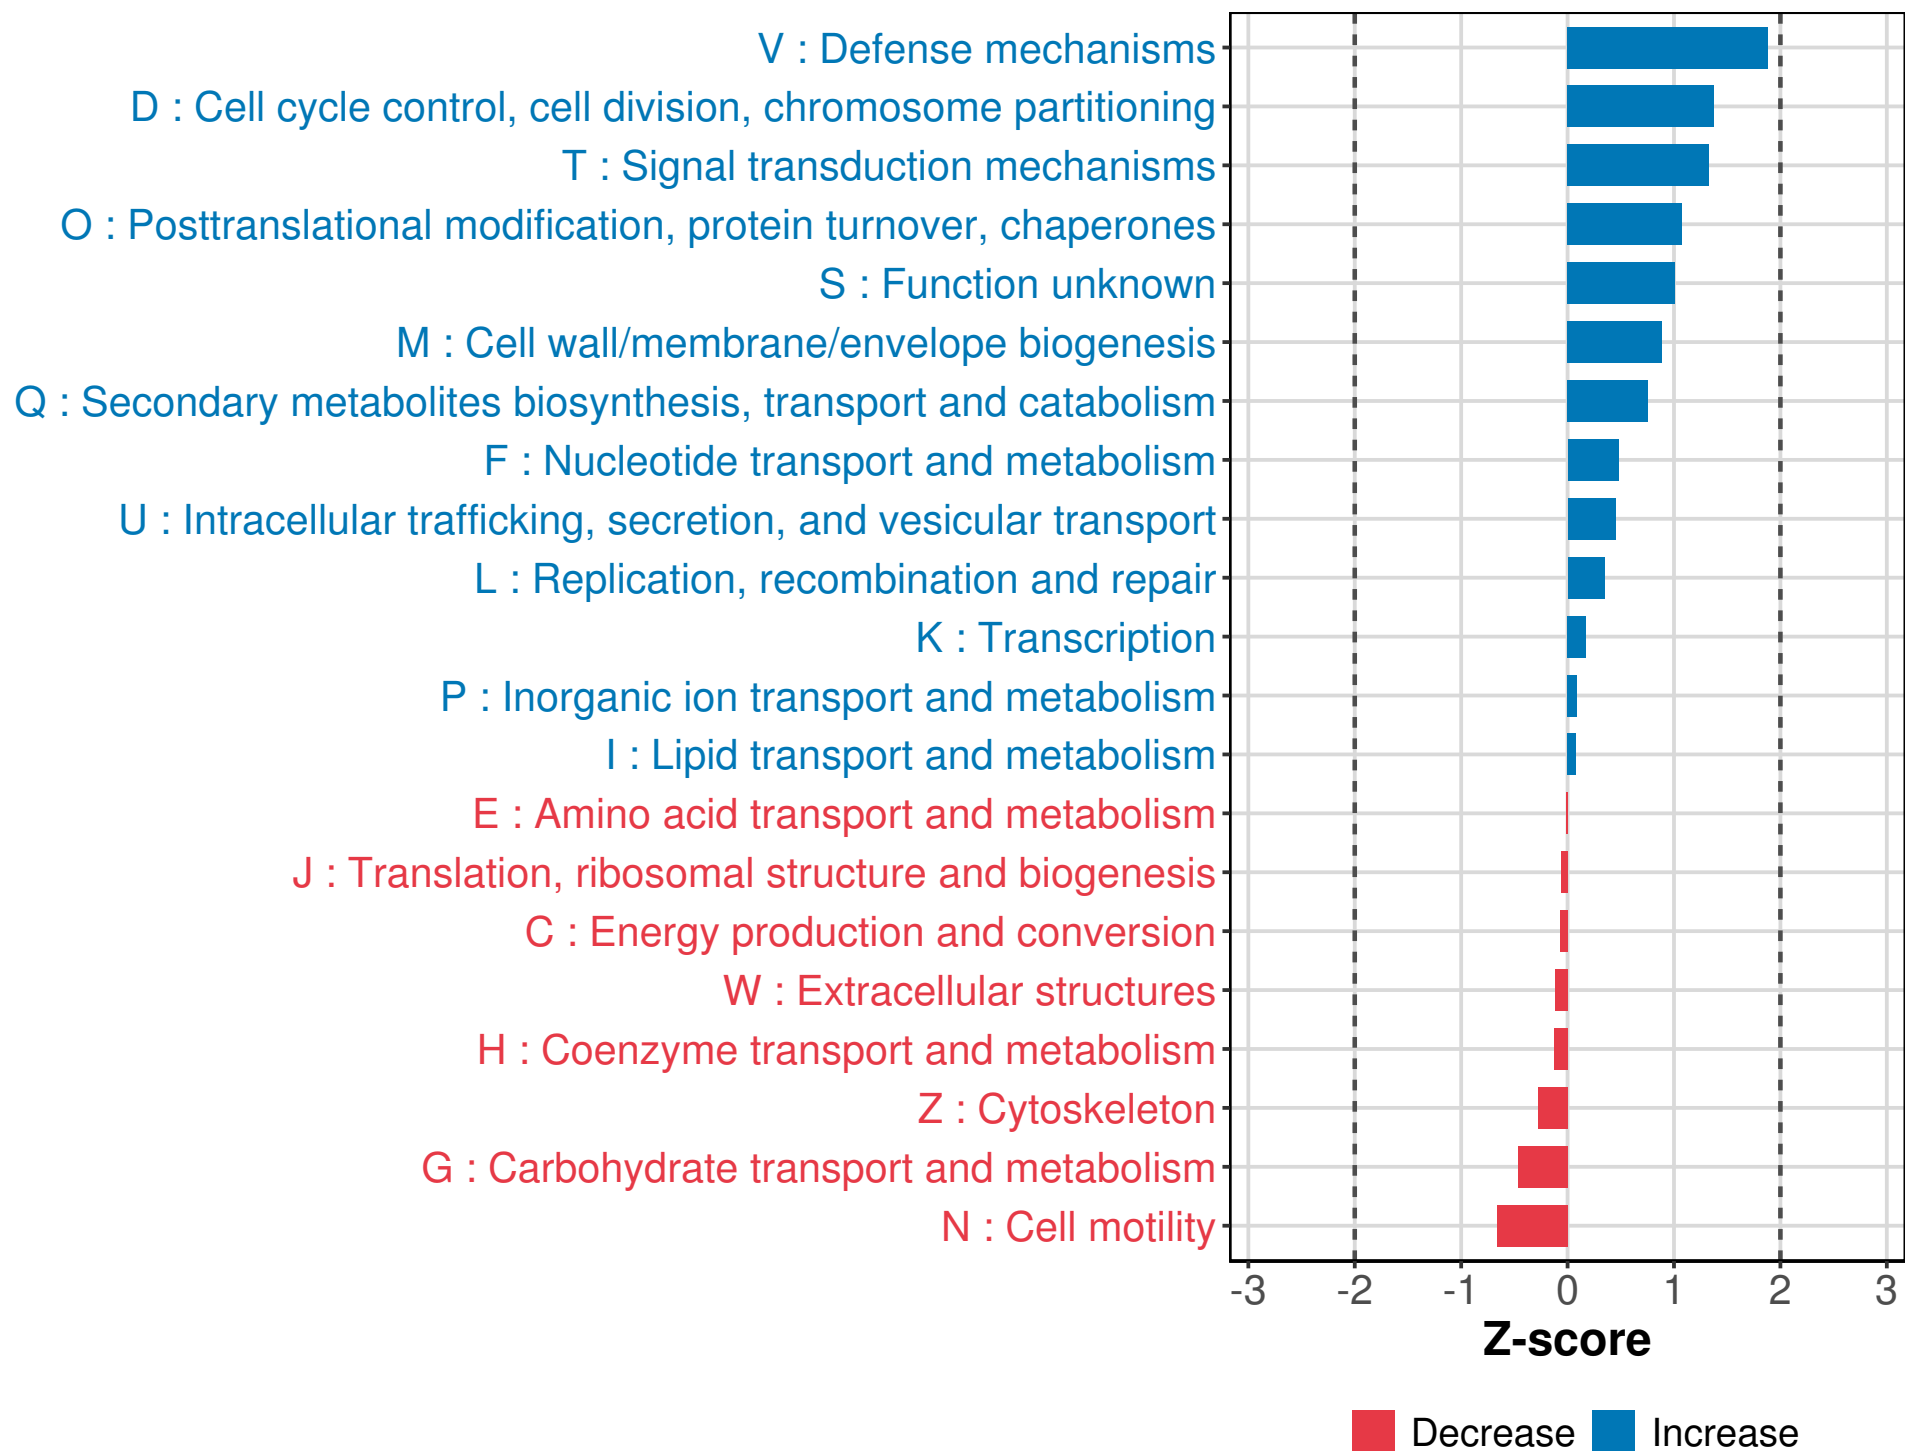 V : Defense mechanisms
D : Cell cycle control, cell division, chromosome partitioning
T : Signal transduction mechanisms
O : Posttranslational modification, protein turnover, chaperones
S : Function unknown
M : Cell wall/membrane/envelope biogenesis
Q : Secondary metabolites biosynthesis, transport and catabolism
F : Nucleotide transport and metabolism
U : Intracellular trafficking, secretion, and vesicular transport
L : Replication, recombination and repair
K : Transcription
P : Inorganic ion transport and metabolism
I : Lipid transport and metabolism
E : Amino acid transport and metabolism
J : Translation, ribosomal structure and biogenesis
C : Energy production and conversion
W : Extracellular structures
H : Coenzyme transport and metabolism
Z : Cytoskeleton
G : Carbohydrate transport and metabolism
N : Cell motility
-3 -2 -1 0 1 2 3
Z-score
Decrease Increase